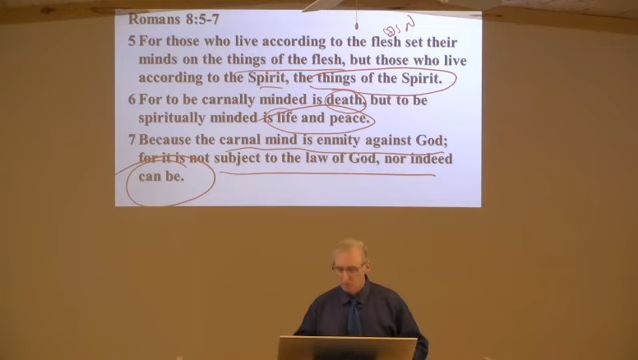 Romans 8:5-7
5 For those who live according to the flesh set their
minds on the things of the flesh, but those who live
according to the Spirit, the things of the Spirit.
6 For to be carnally minded is death, but to be
spiritually minded is life and peace.
7 Because the carnal mind is enmity against God;
for it is not subject to the law of God, nor indeed
can be.